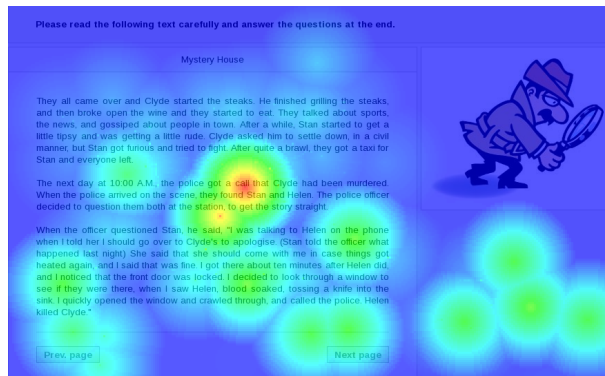 Please read the following text carefully and answer the questions at the end.
Mystery House
They all came over and Clyde started the steaks. He finished grilling the steaks,
and then broke open the wine and they started to eat. They talked about sports,
the news, and gossiped about people in town. After a while, Stan started to get a
little tipsy and was getting a little rude. Clyde asked him to settle down, in a civil
manner, but Stan got furious and tried to fight. After quite a brawl, they got a taxi for
Stan and everyone left.
The next day at 10:00 A.M., the police got a call that Clyde had been murdered.
When the police arrived on the scene, they found Stan and Helen. The police officer
decided to question them both at the station, to get the story straight.
When the officer questioned Stan, he said, "I was talking to Helen on the phone
when I told her I should go over to Clyde's to apologise. (Stan told the officer what
happened last night) She said that she should come with me in case things got
heated again, and I said that was fine. I got there about ten minutes after Helen did,
and I noticed that the front door was locked. I decided to look through a window to
see if they were there, when I saw Helen, blood soaked, tossing a knife into the
sink. I quickly opened the window and crawled through, and called the police. Helen
killed Clyde."
Prev. page
Next page